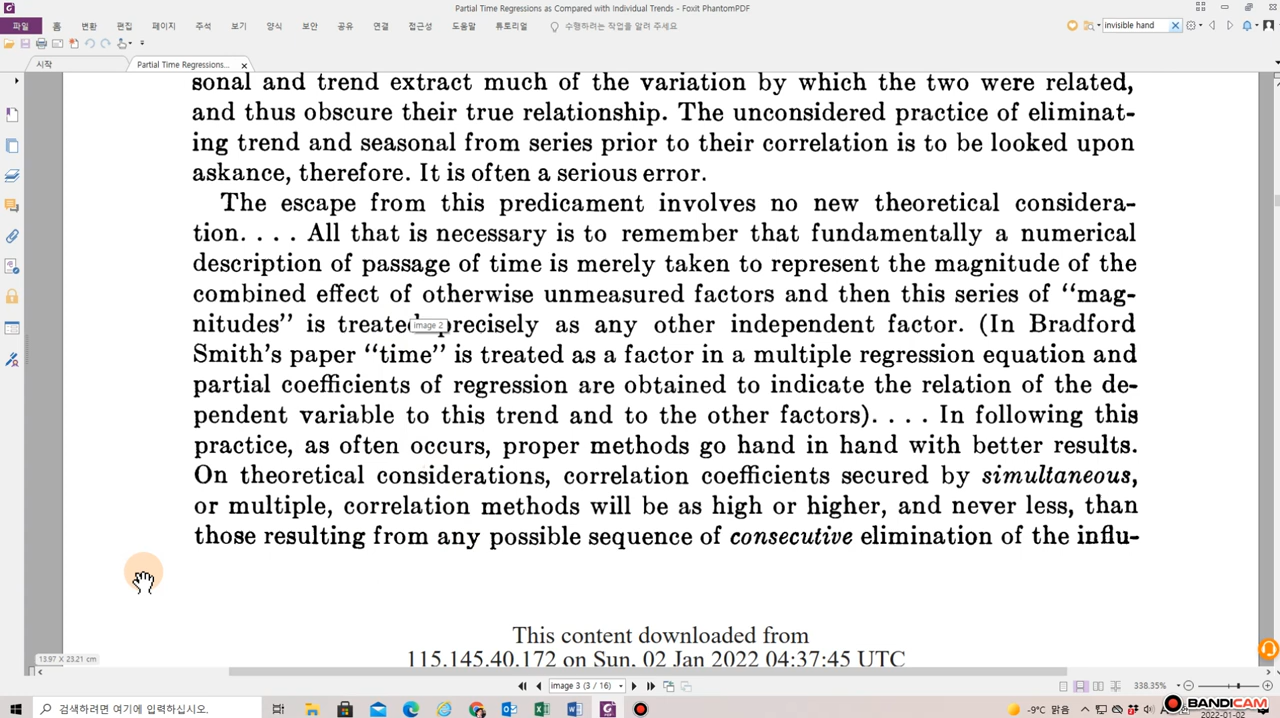 Partial Time Regressions as Compared with Individual Trends - Foxit PhantomPDF
파일 홈 변환 편집 페이지 주석 보기 양식 보안 공유 연결 접근성 도움말 튜토리얼 수행하려는 작업을 알려 주세요 invisible hand
시작 Partial Time Regressions...
sonal and trend extract much of the variation by which the two were related,
and thus obscure their true relationship. The unconsidered practice of eliminat-
ing trend and seasonal from series prior to their correlation is to be looked upon
askance, therefore. It is often a serious error.
The escape from this predicament involves no new theoretical considera-
tion. . . . All that is necessary is to remember that fundamentally a numerical
description of passage of time is merely taken to represent the magnitude of the
combined effect of otherwise unmeasured factors and then this series of “mag-
nitudes” is treated precisely as any other independent factor. (In Bradford
image 2
Smith’s paper “time” is treated as a factor in a multiple regression equation and
partial coefficients of regression are obtained to indicate the relation of the de-
pendent variable to this trend and to the other factors). . . . In following this
practice, as often occurs, proper methods go hand in hand with better results.
On theoretical considerations, correlation coefficients secured by simultaneous,
or multiple, correlation methods will be as high or higher, and never less, than
those resulting from any possible sequence of consecutive elimination of the influ-
This content downloaded from
115.145.40.172 on Sun, 02 Jan 2022 04:37:45 UTC
13.97 x 23.21 cm
image 3 (3 / 16) 338.35%
검색하려면 여기에 입력하십시오. -9°C 맑음
BANDICAM
2022-01-02